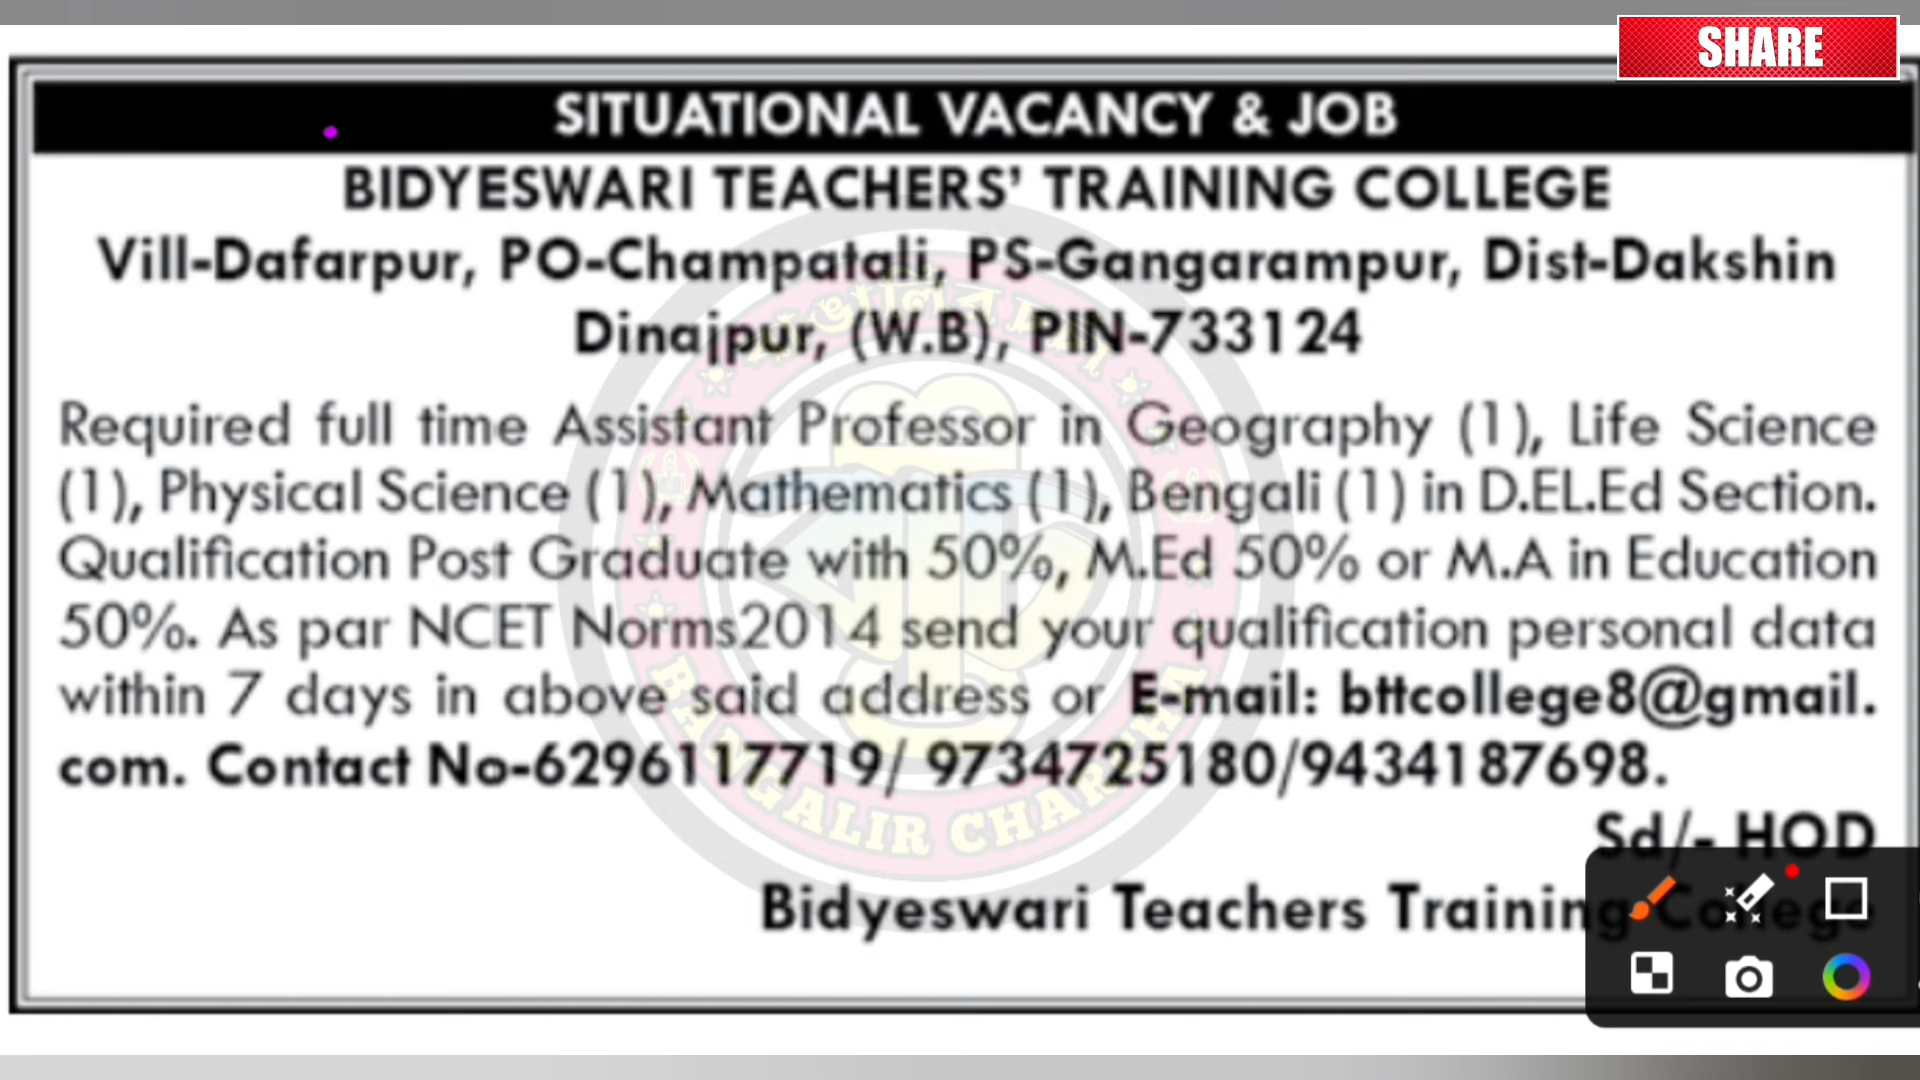 SHARE
SITUATIONAL VACANCY & JOB
BIDYESWARI TEACHERS’ TRAINING COLLEGE
Vill-Dafarpur, PO-Champatali, PS-Gangarampur, Dist-Dakshin
Dinajpur, (W.B), PIN-733124
Required full time Assistant Professor in Geography (1), Life Science
(1), Physical Science (1), Mathematics (1), Bengali (1) in D.EL.Ed Section.
Qualification Post Graduate with 50%, M.Ed 50% or M.A in Education
50%. As par NCET Norms2014 send your qualification personal data
within 7 days in above said address or E-mail: bttcollege8@gmail.
com. Contact No-6296117719/ 9734725180/9434187698.
Sd/- HOD
Bidyeswari Teachers Training College
BANGALIR CHARCHA